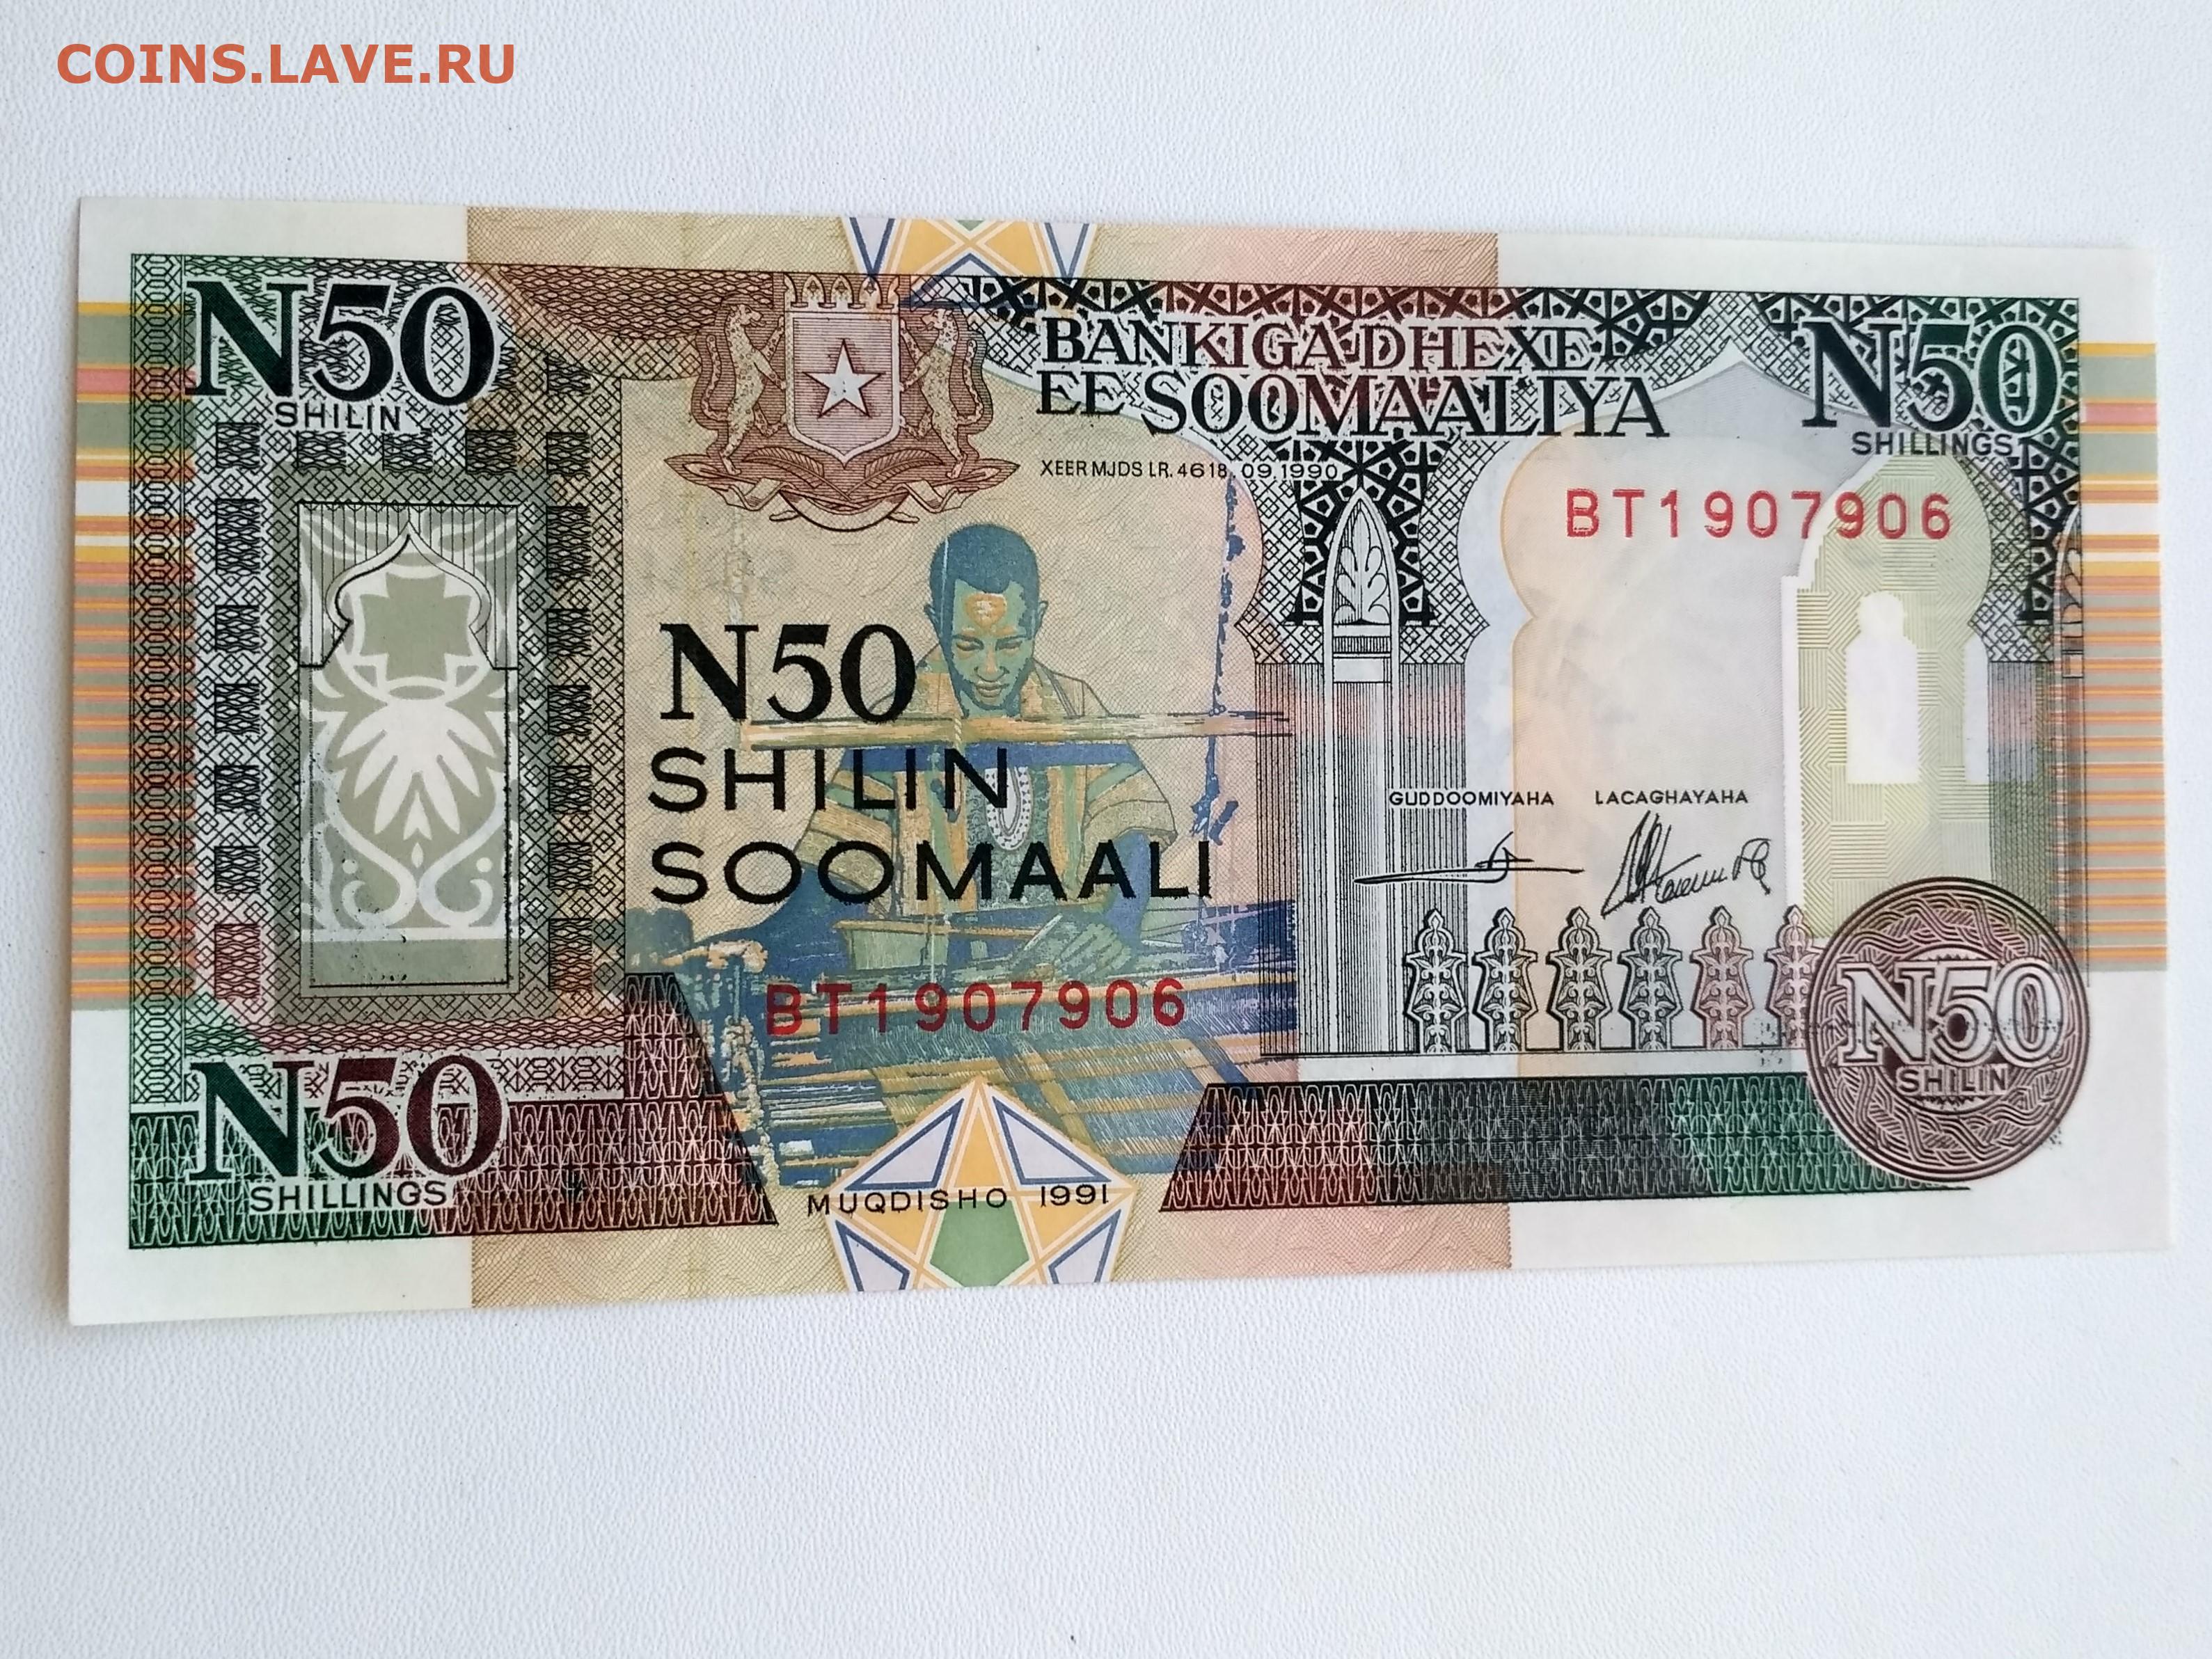 COINS.LAVE.RU
N50
SHILIN
BANKIGA DHEXE
EE SOOMAALIYA
N50
SHILLINGS
XEER MJDS LR. 4618.09.1990
BT1907906
N50
SHILIN
SOOMAALI
GUDDOOMIYAHA LACAGHAYAHA
BT1907906
N50
SHILIN
N50
SHILLINGS
MUQDISHO 1991